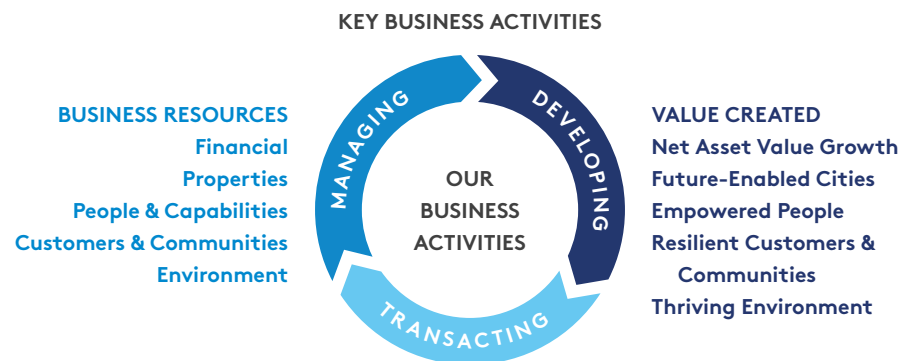 KEY BUSINESS ACTIVITIES
BUSINESS RESOURCES
Financial
Properties
People & Capabilities
Customers & Communities
Environment
MANAGING
DEVELOPING
TRANSACTING
OUR
BUSINESS
ACTIVITIES
VALUE CREATED
Net Asset Value Growth
Future-Enabled Cities
Empowered People
Resilient Customers &
Communities
Thriving Environment